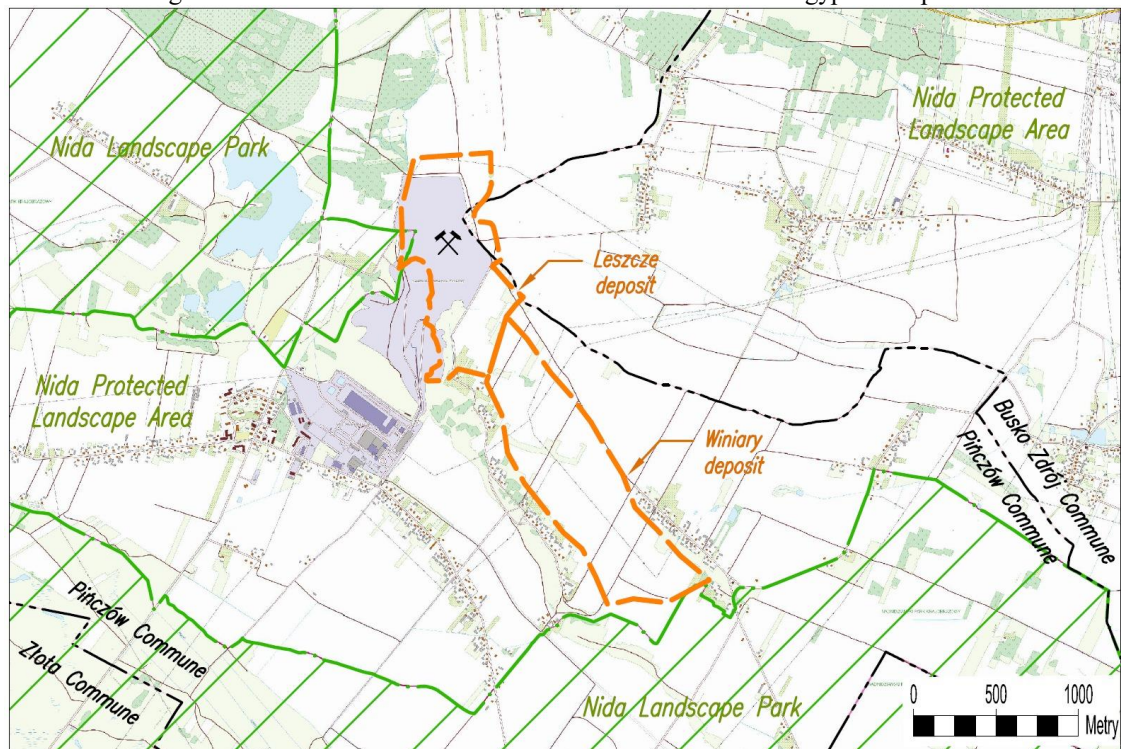 Nida Protected
Landscape Area
Nida Landscape Park
Leszcze
deposit
Nida Protected
Landscape Area
Winiary
deposit
Busko Zdrój Commune
Pińczów Commune
Pińczów Commune
Złota Commune
Nida Landscape Park
0 500 1000
Metry